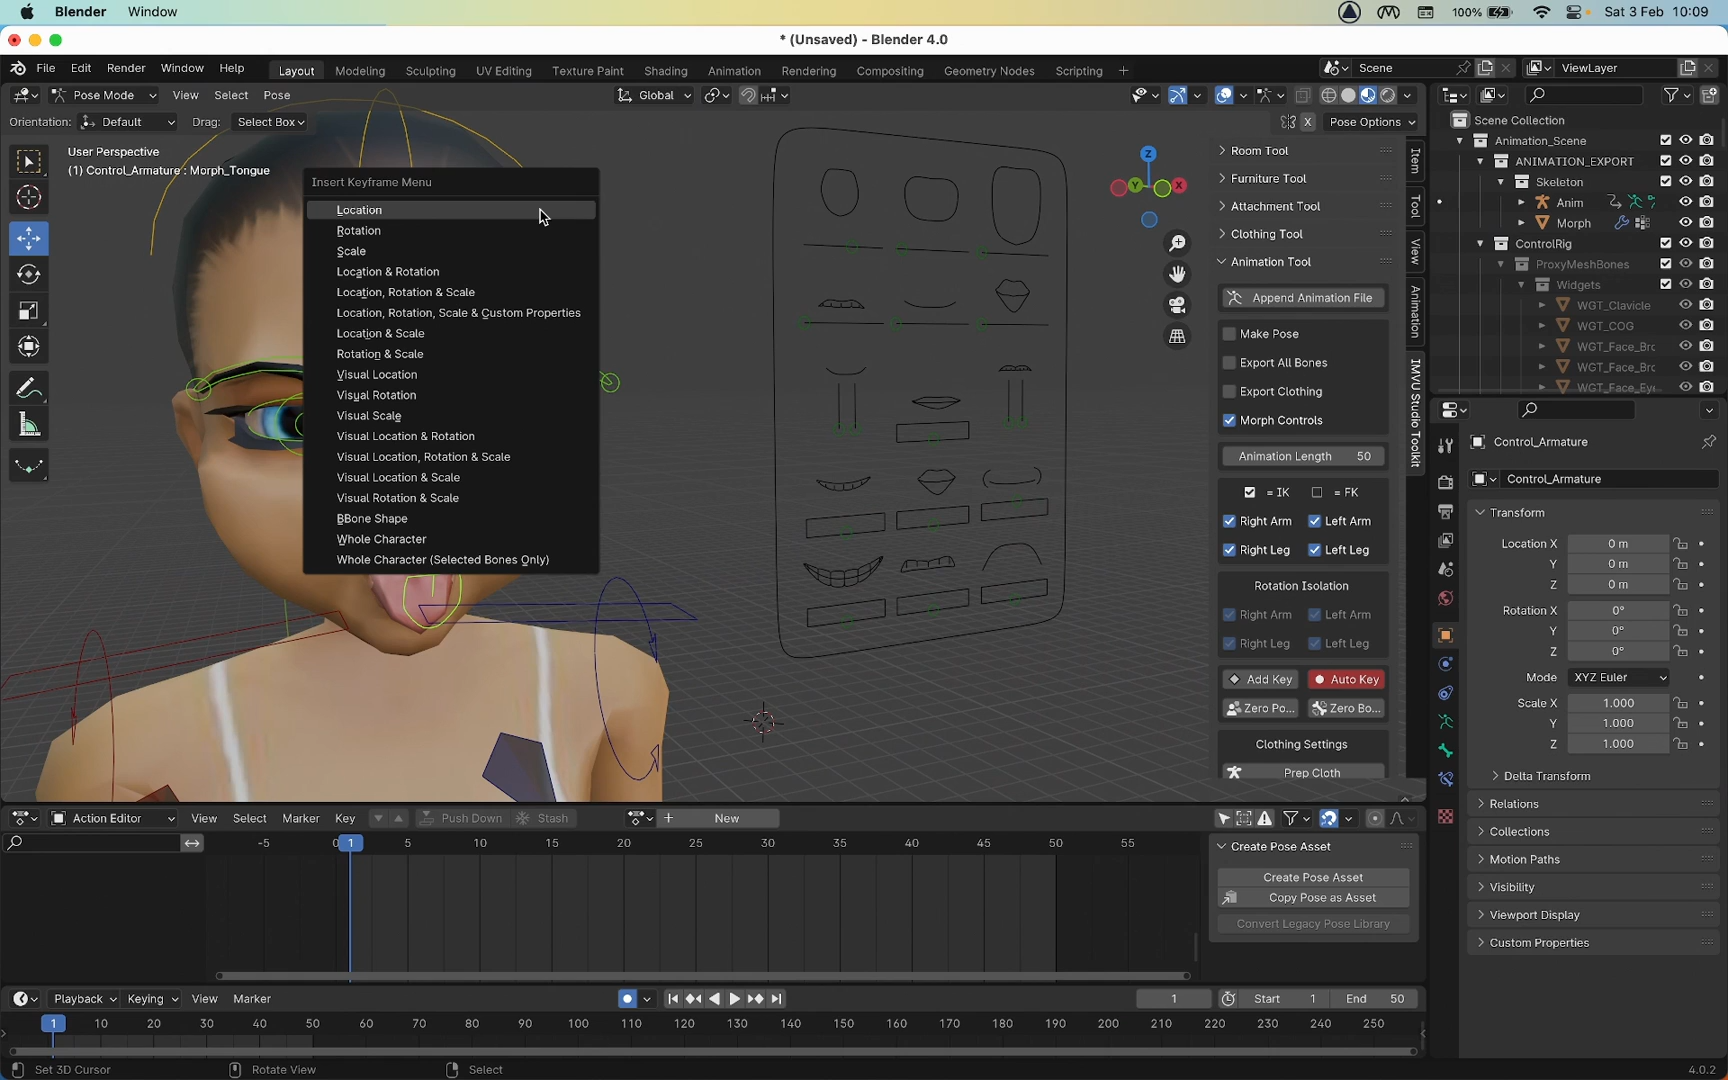 Blender Window 100% Sat 3 Feb 10:09
* (Unsaved) - Blender 4.0
File Edit Render Window Help Layout Modeling Sculpting UV Editing Texture Paint Shading Animation Rendering Compositing Geometry Nodes Scripting + Scene ViewLayer
Pose Mode View Select Pose Global
Orientation: Default Drag: Select Box X Pose Options
User Perspective
(1) Control_Armature : Morph_Tongue
Insert Keyframe Menu
Location
Rotation
Scale
Location & Rotation
Location, Rotation & Scale
Location, Rotation, Scale & Custom Properties
Location & Scale
Rotation & Scale
Visual Location
Visual Rotation
Visual Scale
Visual Location & Rotation
Visual Location, Rotation & Scale
Visual Location & Scale
Visual Rotation & Scale
BBone Shape
Whole Character
Whole Character (Selected Bones Only)
Z
Y
X
Room Tool
Furniture Tool
Attachment Tool
Clothing Tool
Animation Tool
Append Animation File
Make Pose
Export All Bones
Export Clothing
Morph Controls
Animation Length 50
= IK = FK
Right Arm Left Arm
Right Leg Left Leg
Rotation Isolation
Right Arm Left Arm
Right Leg Left Leg
Add Key Auto Key
Zero Po... Zero Bo...
Clothing Settings
Prep Cloth
Item
Tool
View
Animation
IMVU Studio Toolkit
Scene Collection
Animation_Scene
ANIMATION_EXPORT
Skeleton
Anim
Morph
ControlRig
ProxyMeshBones
Widgets
WGT_Clavicle
WGT_COG
WGT_Face_Brc
WGT_Face_Brc
WGT_Face_Eye
Control_Armature
Control_Armature
Transform
Location X 0 m
Y 0 m
Z 0 m
Rotation X 0°
Y 0°
Z 0°
Mode XYZ Euler
Scale X 1.000
Y 1.000
Z 1.000
Delta Transform
Relations
Collections
Motion Paths
Visibility
Viewport Display
Custom Properties
Action Editor View Select Marker Key Push Down Stash + New
-5 0 1 5 10 15 20 25 30 35 40 45 50 55
Create Pose Asset
Create Pose Asset
Copy Pose as Asset
Convert Legacy Pose Library
Playback Keying View Marker 1 Start 1 End 50
1 10 20 30 40 50 60 70 80 90 100 110 120 130 140 150 160 170 180 190 200 210 220 230 240 250
Set 3D Cursor Rotate View Select 4.0.2